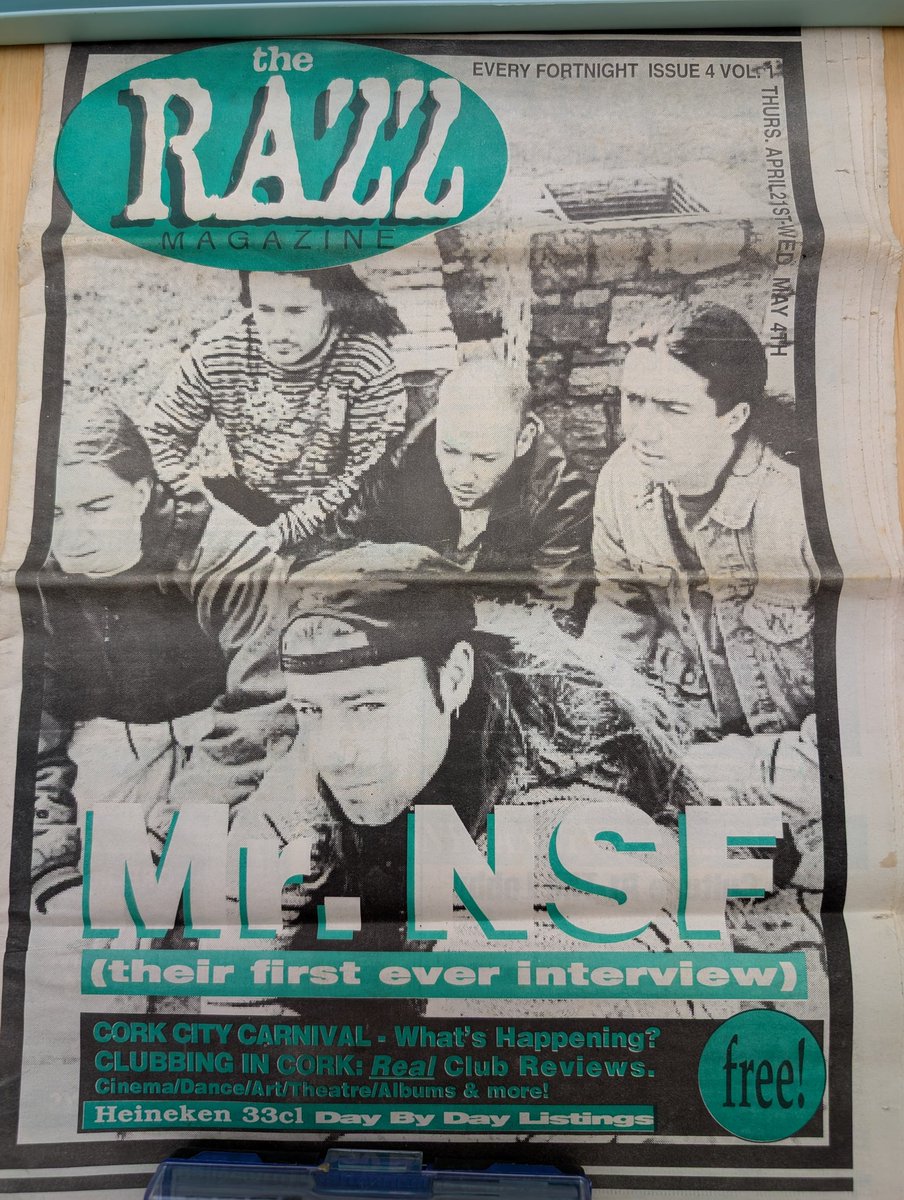 the
RAZZ
MAGAZINE
EVERY FORTNIGHT ISSUE 4 VOL. 1
THURS. APRIL 21ST-WED MAY 4TH
Mr. NSF
(their first ever interview)
CORK CITY CARNIVAL - What's Happening?
CLUBBING IN CORK: Real Club Reviews.
Cinema/Dance/Art/Theatre/Albums & more!
Heineken 33cl Day By Day Listings
free!